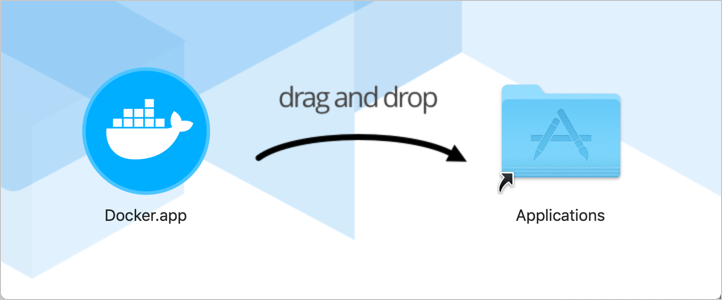 drag and drop
Docker.app
Applications